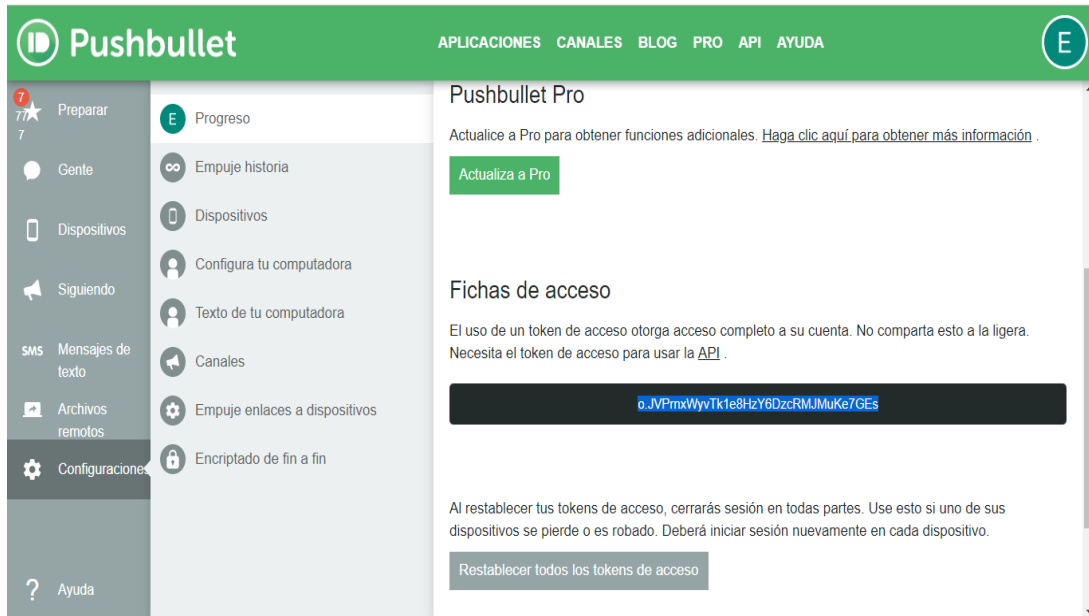 Pushbullet
APLICACIONES CANALES BLOG PRO API AYUDA
E
7
77
7
Preparar
Gente
Dispositivos
Siguiendo
SMS Mensajes de
texto
Archivos
remotos
Configuraciones
? Ayuda
E Progreso
Empuje historia
Dispositivos
Configura tu computadora
Texto de tu computadora
Canales
Empuje enlaces a dispositivos
Encriptado de fin a fin
Pushbullet Pro
Actualice a Pro para obtener funciones adicionales. Haga clic aquí para obtener más información .
Actualiza a Pro
Fichas de acceso
El uso de un token de acceso otorga acceso completo a su cuenta. No comparta esto a la ligera.
Necesita el token de acceso para usar la API .
o.JVPrnxWyvTk1e8HzY6DzcRMJMuKe7GEs
Al restablecer tus tokens de acceso, cerrarás sesión en todas partes. Use esto si uno de sus
dispositivos se pierde o es robado. Deberá iniciar sesión nuevamente en cada dispositivo.
Restablecer todos los tokens de acceso